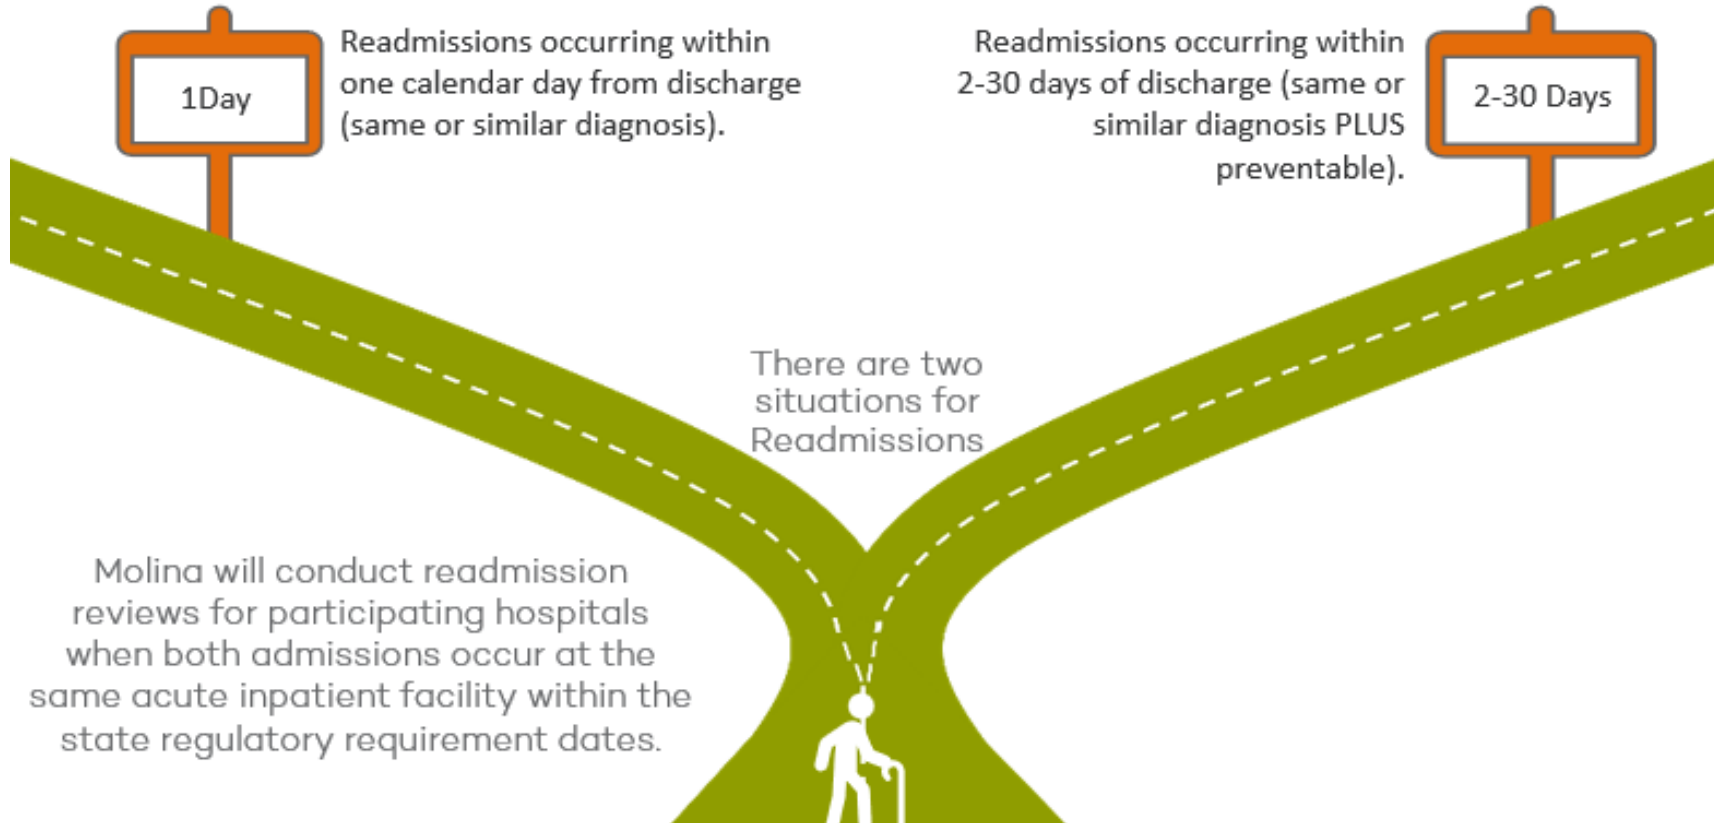 1Day
Readmissions occurring within
one calendar day from discharge
(same or similar diagnosis).
Readmissions occurring within
2-30 days of discharge (same or
similar diagnosis PLUS
preventable).
2-30 Days
There are two
situations for
Readmissions
Molina will conduct readmission
reviews for participating hospitals
when both admissions occur at the
same acute inpatient facility within the
state regulatory requirement dates.